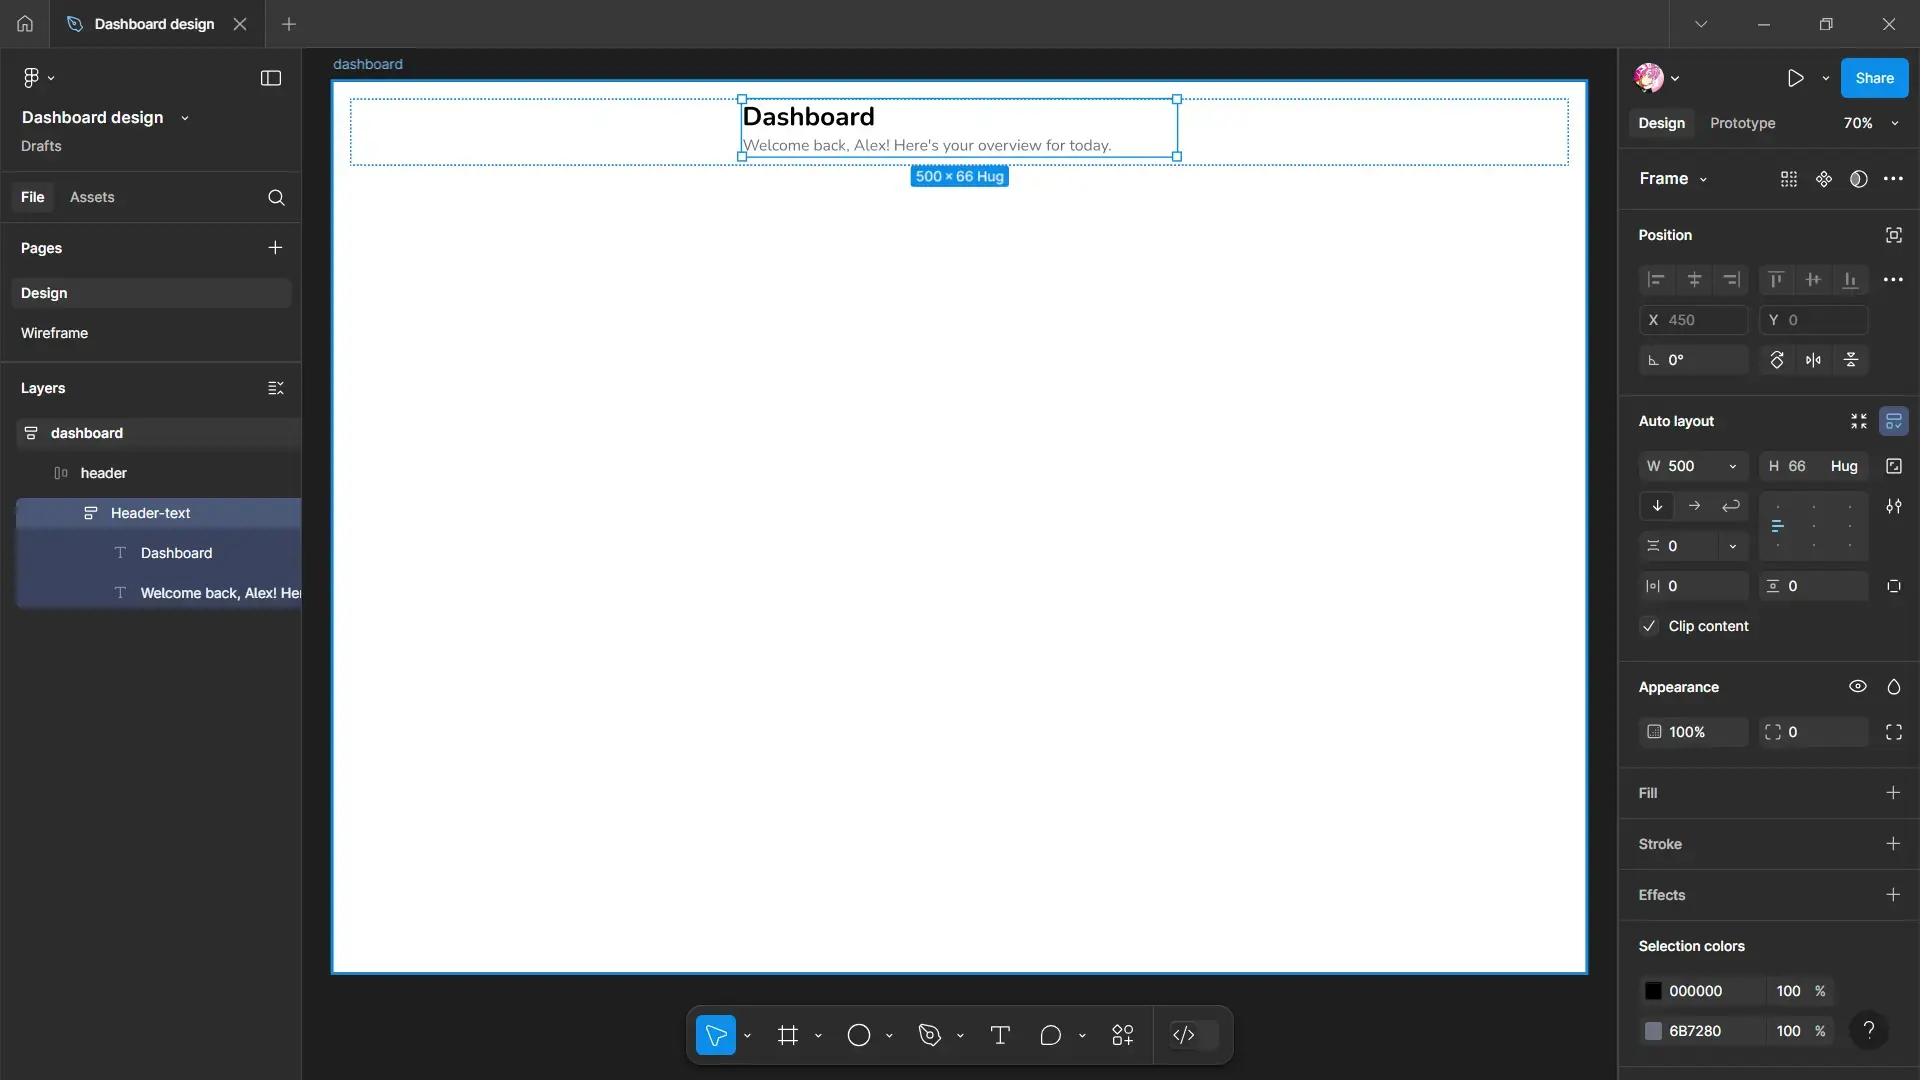 Dashboard design
dashboard
Dashboard
Welcome back, Alex! Here's your overview for today.
500 × 66 Hug
Dashboard design
Drafts
File
Assets
Pages
Design
Wireframe
Layers
dashboard
header
Header-text
Dashboard
Welcome back, Alex! Her
Share
Design
Prototype
70%
Frame
Position
X 450
Y 0
0°
Auto layout
W 500
H 66 Hug
0
0
0
Clip content
Appearance
100%
0
Fill
Stroke
Effects
Selection colors
000000 100 %
6B7280 100 %
?